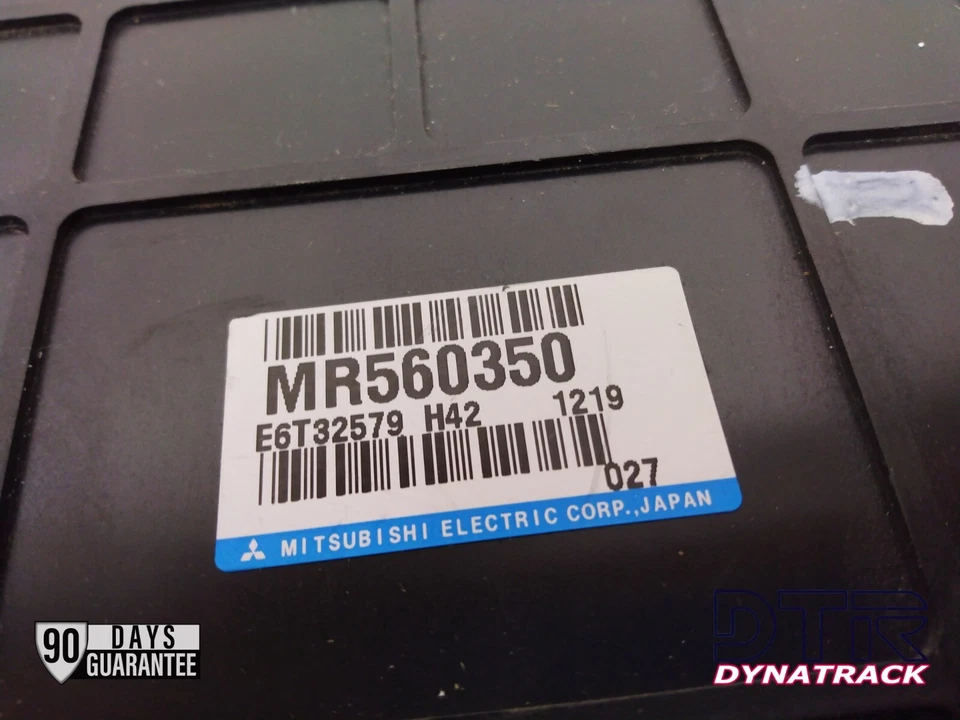 MR560350
E6T32579 H42 1219
027
MITSUBISHI ELECTRIC CORP.,JAPAN
90 DAYS
GUARANTEE
DTR
DYNATRACK